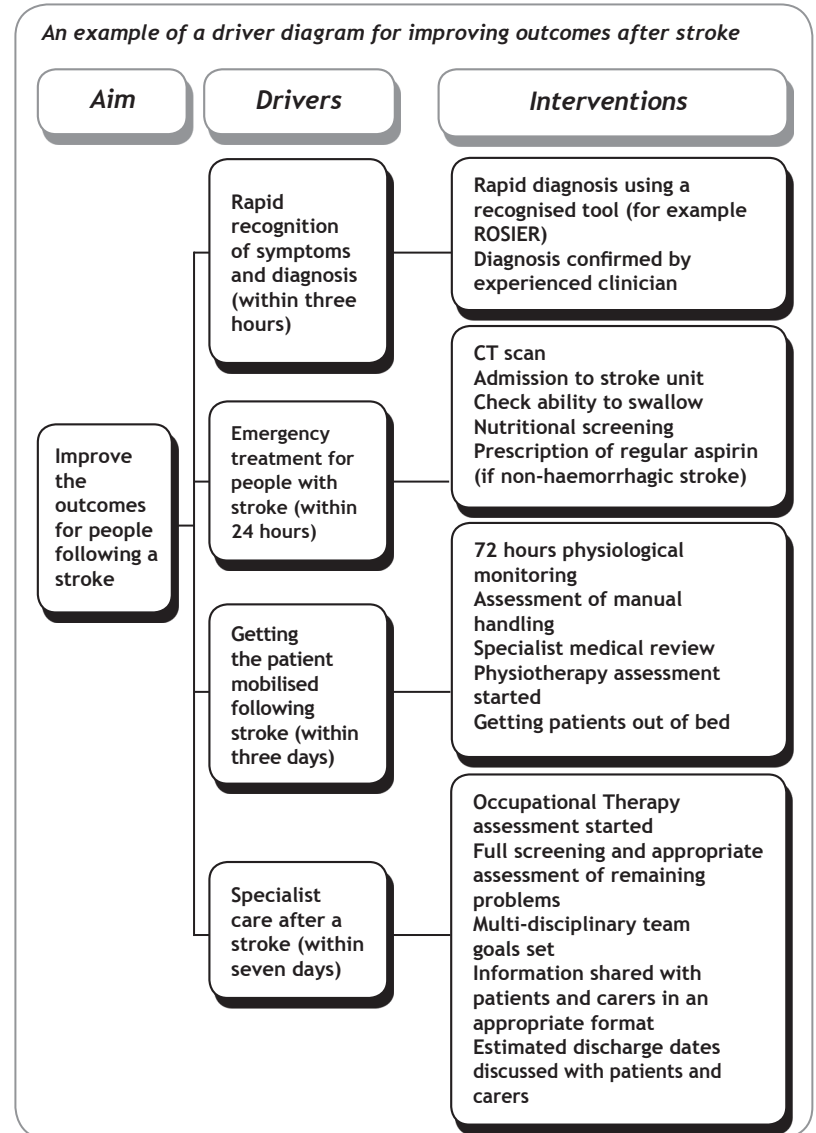 An example of a driver diagram for improving outcomes after stroke
Aim
Drivers
Interventions
Improve
the
outcomes
for people
following a
stroke
Rapid
recognition
of symptoms
and diagnosis
(within three
hours)
Rapid diagnosis using a
recognised tool (for example
ROSIER)
Diagnosis confirmed by
experienced clinician
Emergency
treatment for
people with
stroke (within
24 hours)
CT scan
Admission to stroke unit
Check ability to swallow
Nutritional screening
Prescription of regular aspirin
(if non-haemorrhagic stroke)
Getting
the patient
mobilised
following
stroke (within
three days)
72 hours physiological
monitoring
Assessment of manual
handling
Specialist medical review
Physiotherapy assessment
started
Getting patients out of bed
Specialist
care after a
stroke (within
seven days)
Occupational Therapy
assessment started
Full screening and appropriate
assessment of remaining
problems
Multi-disciplinary team
goals set
Information shared with
patients and carers in an
appropriate format
Estimated discharge dates
discussed with patients and
carers